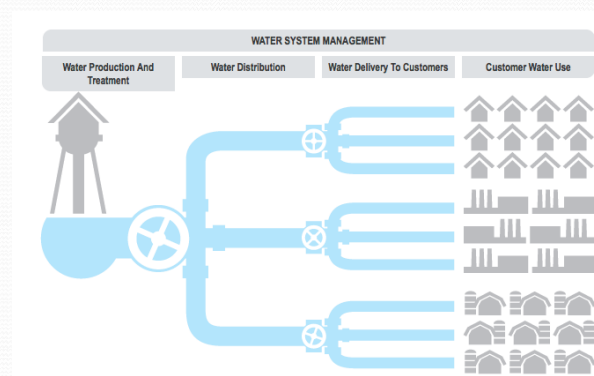 WATER SYSTEM MANAGEMENT
Water Production And
Treatment
Water Distribution
Water Delivery To Customers
Customer Water Use